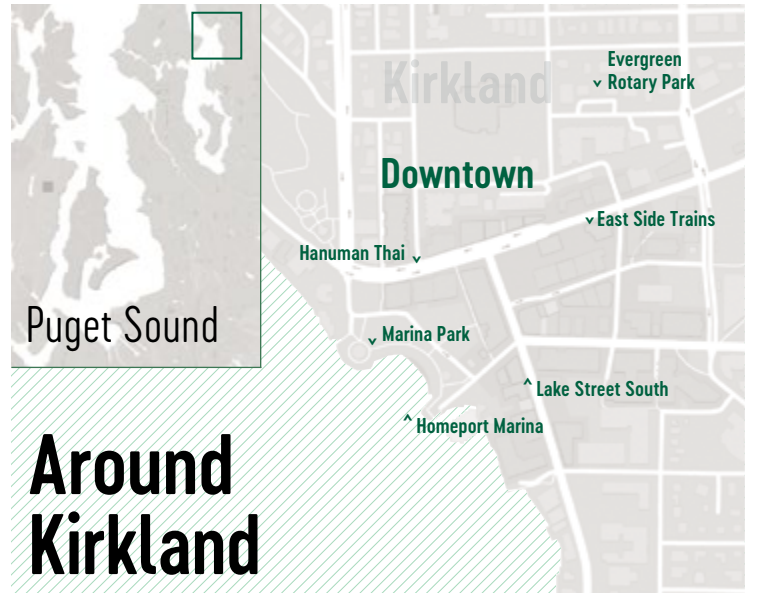 Kirkland
Evergreen
Rotary Park
Downtown
East Side Trains
Hanuman Thai
Puget Sound
Marina Park
Lake Street South
Homeport Marina
Around
Kirkland